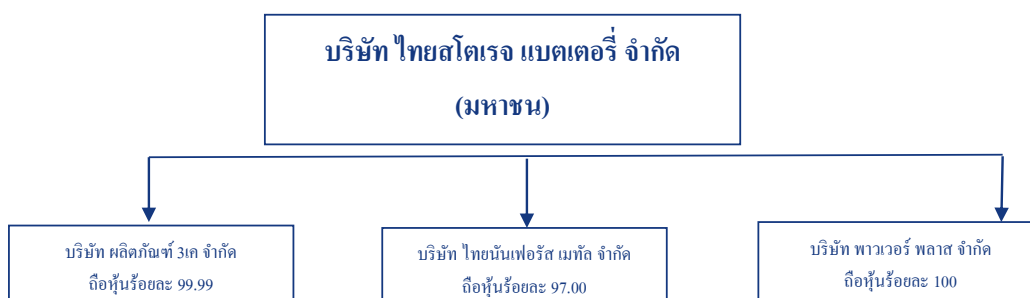 บริษัท ไทยสโตเรจ แบตเตอรี่ จำกัด
(มหาชน)
บริษัท ผลิตภัณฑ์ 3เค จำกัด
ถือหุ้นร้อยละ 99.99
บริษัท ไทยนันเฟอรัส เมทัล จำกัด
ถือหุ้นร้อยละ 97.00
บริษัท พาวเวอร์ พลาส จำกัด
ถือหุ้นร้อยละ 100